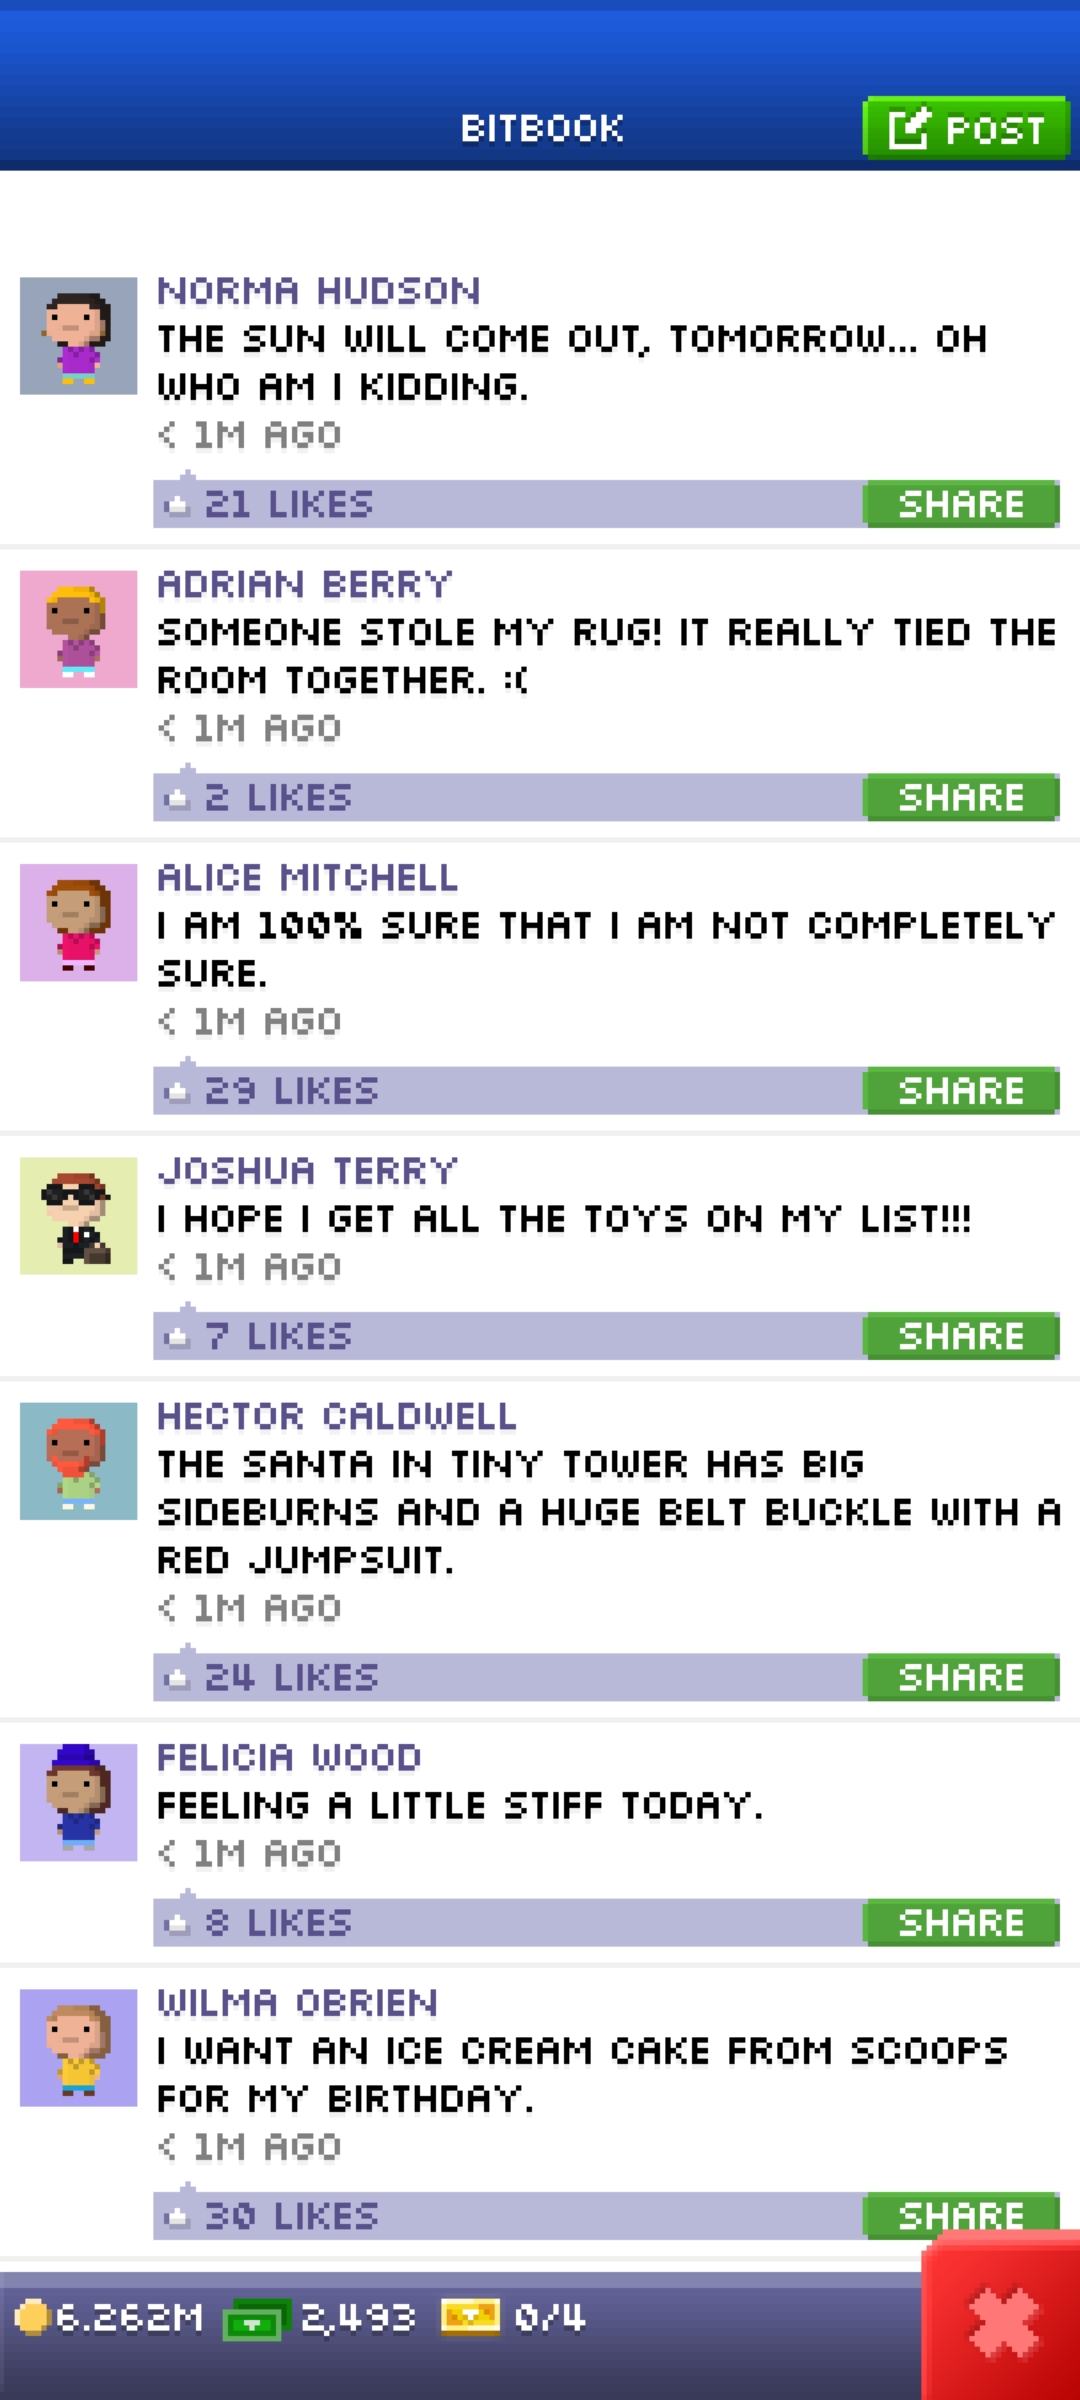 BITBOOK
POST
NORMA HUDSON
THE SUN WILL COME OUT, TOMORROW... OH
WHO AM I KIDDING.
< 1M AGO
21 LIKES
SHARE
ADRIAN BERRY
SOMEONE STOLE MY RUG! IT REALLY TIED THE
ROOM TOGETHER. :(
< 1M AGO
2 LIKES
SHARE
ALICE MITCHELL
I AM 100% SURE THAT I AM NOT COMPLETELY
SURE.
< 1M AGO
29 LIKES
SHARE
JOSHUA TERRY
I HOPE I GET ALL THE TOYS ON MY LIST!!!
< 1M AGO
7 LIKES
SHARE
HECTOR CALDWELL
THE SANTA IN TINY TOWER HAS BIG
SIDEBURNS AND A HUGE BELT BUCKLE WITH A
RED JUMPSUIT.
< 1M AGO
24 LIKES
SHARE
FELICIA WOOD
FEELING A LITTLE STIFF TODAY.
< 1M AGO
8 LIKES
SHARE
WILMA OBRIEN
I WANT AN ICE CREAM CAKE FROM SCOOPS
FOR MY BIRTHDAY.
< 1M AGO
30 LIKES
SHARE
6.262M 2,493 0/4